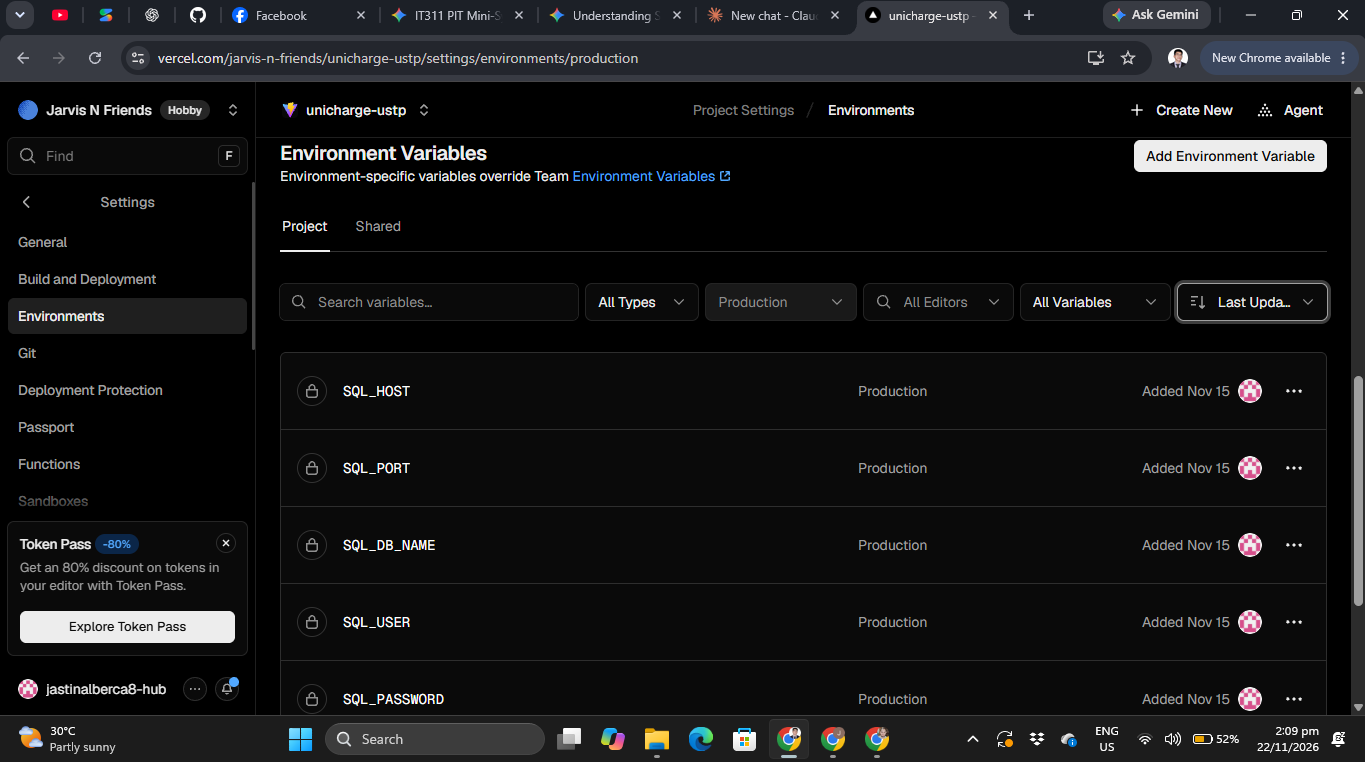 Facebook
IT311 PIT Mini-S
Understanding S
New chat - Clau
unicharge-ustp -
Ask Gemini
vercel.com/jarvis-n-friends/unicharge-ustp/settings/environments/production
New Chrome available
Jarvis N Friends Hobby
unicharge-ustp
Project Settings / Environments
Create New
Agent
Find F
Settings
General
Build and Deployment
Environments
Git
Deployment Protection
Passport
Functions
Sandboxes
Token Pass -80%
Get an 80% discount on tokens in
your editor with Token Pass.
Explore Token Pass
jastinalberca8-hub
Environment Variables
Add Environment Variable
Environment-specific variables override Team Environment Variables
Project Shared
Search variables...
All Types
Production
All Editors
All Variables
Last Upda...
SQL_HOST Production Added Nov 15
SQL_PORT Production Added Nov 15
SQL_DB_NAME Production Added Nov 15
SQL_USER Production Added Nov 15
SQL_PASSWORD Production Added Nov 15
30°C
Partly sunny
Search
ENG
US
52%
2:09 pm
22/11/2026